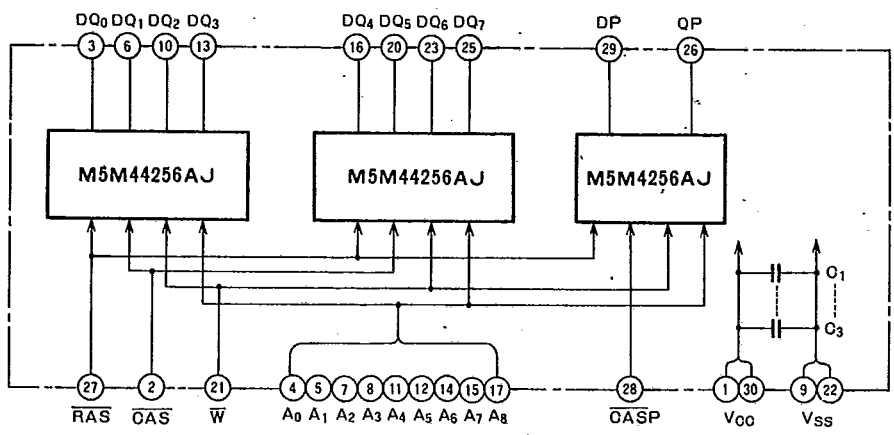 DQ0 DQ1 DQ2 DQ3 DQ4 DQ5 DQ6 DQ7 DP QP
3 6 10 13 16 20 23 25 29 26
M5M44256AJ M5M44256AJ M5M4256AJ
C1
C3
27 2 21 4 5 7 8 11 12 14 15 17 28 1 30 9 22
RAS CAS W A0 A1 A2 A3 A4 A5 A6 A7 A8 CASP VCC VSS